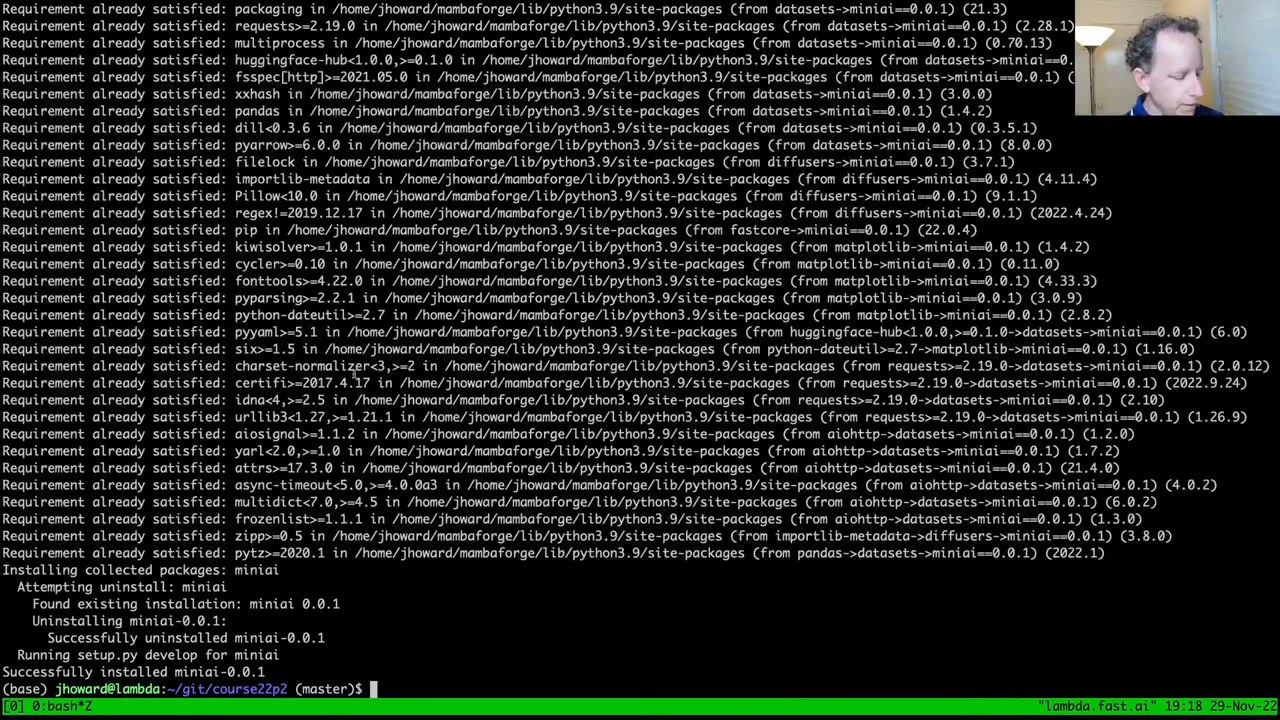 Requirement already satisfied: packaging in /home/jhoward/mambaforge/lib/python3.9/site-packages (from datasets->miniai==0.0.1) (21.3)
Requirement already satisfied: requests>=2.19.0 in /home/jhoward/mambaforge/lib/python3.9/site-packages (from datasets->miniai==0.0.1) (2.28.1)
Requirement already satisfied: multiprocess in /home/jhoward/mambaforge/lib/python3.9/site-packages (from datasets->miniai==0.0.1) (0.70.13)
Requirement already satisfied: huggingface-hub<1.0.0,>=0.1.0 in /home/jhoward/mambaforge/lib/python3.9/site-packages (from datasets->miniai==0.0.1) (0.
Requirement already satisfied: fsspec[http]>=2021.05.0 in /home/jhoward/mambaforge/lib/python3.9/site-packages (from datasets->miniai==0.0.1) (
Requirement already satisfied: xxhash in /home/jhoward/mambaforge/lib/python3.9/site-packages (from datasets->miniai==0.0.1) (3.0.0)
Requirement already satisfied: pandas in /home/jhoward/mambaforge/lib/python3.9/site-packages (from datasets->miniai==0.0.1) (1.4.2)
Requirement already satisfied: dill<0.3.6 in /home/jhoward/mambaforge/lib/python3.9/site-packages (from datasets->miniai==0.0.1) (0.3.5.1)
Requirement already satisfied: pyarrow>=6.0.0 in /home/jhoward/mambaforge/lib/python3.9/site-packages (from datasets->miniai==0.0.1) (8.0.0)
Requirement already satisfied: filelock in /home/jhoward/mambaforge/lib/python3.9/site-packages (from diffusers->miniai==0.0.1) (3.7.1)
Requirement already satisfied: importlib-metadata in /home/jhoward/mambaforge/lib/python3.9/site-packages (from diffusers->miniai==0.0.1) (4.11.4)
Requirement already satisfied: Pillow<10.0 in /home/jhoward/mambaforge/lib/python3.9/site-packages (from diffusers->miniai==0.0.1) (9.1.1)
Requirement already satisfied: regex!=2019.12.17 in /home/jhoward/mambaforge/lib/python3.9/site-packages (from diffusers->miniai==0.0.1) (2022.4.24)
Requirement already satisfied: pip in /home/jhoward/mambaforge/lib/python3.9/site-packages (from fastcore->miniai==0.0.1) (22.0.4)
Requirement already satisfied: kiwisolver>=1.0.1 in /home/jhoward/mambaforge/lib/python3.9/site-packages (from matplotlib->miniai==0.0.1) (1.4.2)
Requirement already satisfied: cycler>=0.10 in /home/jhoward/mambaforge/lib/python3.9/site-packages (from matplotlib->miniai==0.0.1) (0.11.0)
Requirement already satisfied: fonttools>=4.22.0 in /home/jhoward/mambaforge/lib/python3.9/site-packages (from matplotlib->miniai==0.0.1) (4.33.3)
Requirement already satisfied: pyparsing>=2.2.1 in /home/jhoward/mambaforge/lib/python3.9/site-packages (from matplotlib->miniai==0.0.1) (3.0.9)
Requirement already satisfied: python-dateutil>=2.7 in /home/jhoward/mambaforge/lib/python3.9/site-packages (from matplotlib->miniai==0.0.1) (2.8.2)
Requirement already satisfied: pyyaml>=5.1 in /home/jhoward/mambaforge/lib/python3.9/site-packages (from huggingface-hub<1.0.0,>=0.1.0->datasets->miniai==0.0.1) (6.0)
Requirement already satisfied: six>=1.5 in /home/jhoward/mambaforge/lib/python3.9/site-packages (from python-dateutil>=2.7->matplotlib->miniai==0.0.1) (1.16.0)
Requirement already satisfied: charset-normalizer<3,>=2 in /home/jhoward/mambaforge/lib/python3.9/site-packages (from requests>=2.19.0->datasets->miniai==0.0.1) (2.0.12)
Requirement already satisfied: certifi>=2017.4.17 in /home/jhoward/mambaforge/lib/python3.9/site-packages (from requests>=2.19.0->datasets->miniai==0.0.1) (2022.9.24)
Requirement already satisfied: idna<4,>=2.5 in /home/jhoward/mambaforge/lib/python3.9/site-packages (from requests>=2.19.0->datasets->miniai==0.0.1) (2.10)
Requirement already satisfied: urllib3<1.27,>=1.21.1 in /home/jhoward/mambaforge/lib/python3.9/site-packages (from requests>=2.19.0->datasets->miniai==0.0.1) (1.26.9)
Requirement already satisfied: aiosignal>=1.1.2 in /home/jhoward/mambaforge/lib/python3.9/site-packages (from aiohttp->datasets->miniai==0.0.1) (1.2.0)
Requirement already satisfied: yarl<2.0,>=1.0 in /home/jhoward/mambaforge/lib/python3.9/site-packages (from aiohttp->datasets->miniai==0.0.1) (1.7.2)
Requirement already satisfied: attrs>=17.3.0 in /home/jhoward/mambaforge/lib/python3.9/site-packages (from aiohttp->datasets->miniai==0.0.1) (21.4.0)
Requirement already satisfied: async-timeout<5.0,>=4.0.0a3 in /home/jhoward/mambaforge/lib/python3.9/site-packages (from aiohttp->datasets->miniai==0.0.1) (4.0.2)
Requirement already satisfied: multidict<7.0,>=4.5 in /home/jhoward/mambaforge/lib/python3.9/site-packages (from aiohttp->datasets->miniai==0.0.1) (6.0.2)
Requirement already satisfied: frozenlist>=1.1.1 in /home/jhoward/mambaforge/lib/python3.9/site-packages (from aiohttp->datasets->miniai==0.0.1) (1.3.0)
Requirement already satisfied: zipp>=0.5 in /home/jhoward/mambaforge/lib/python3.9/site-packages (from importlib-metadata->diffusers->miniai==0.0.1) (3.8.0)
Requirement already satisfied: pytz>=2020.1 in /home/jhoward/mambaforge/lib/python3.9/site-packages (from pandas->datasets->miniai==0.0.1) (2022.1)
Installing collected packages: miniai
Attempting uninstall: miniai
Found existing installation: miniai 0.0.1
Uninstalling miniai-0.0.1:
Successfully uninstalled miniai-0.0.1
Running setup.py develop for miniai
Successfully installed miniai-0.0.1
(base) jhoward@lambda:~/git/course22p2 (master)$
[0] 0:bash*Z "lambda.fast.ai" 19:18 29-Nov-22